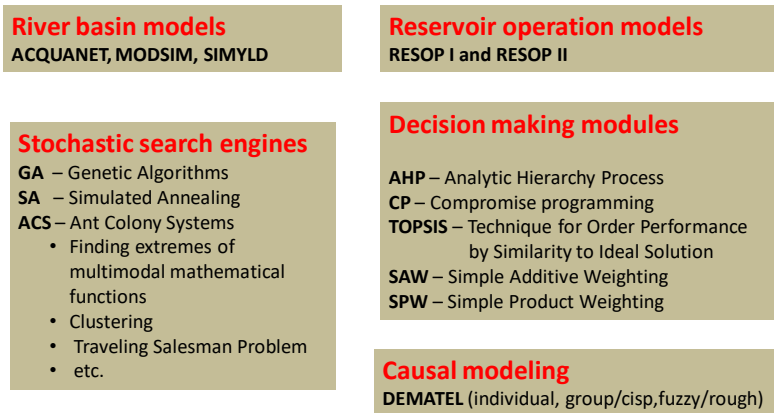 River basin models
ACQUANET, MODSIM, SIMYLD
Reservoir operation models
RESOP I and RESOP II
Stochastic search engines
GA – Genetic Algorithms
SA – Simulated Annealing
ACS – Ant Colony Systems
• Finding extremes of
multimodal mathematical
functions
• Clustering
• Traveling Salesman Problem
• etc.
Decision making modules
AHP – Analytic Hierarchy Process
CP – Compromise programming
TOPSIS – Technique for Order Performance
by Similarity to Ideal Solution
SAW – Simple Additive Weighting
SPW – Simple Product Weighting
Causal modeling
DEMATEL (individual, group/cisp,fuzzy/rough)